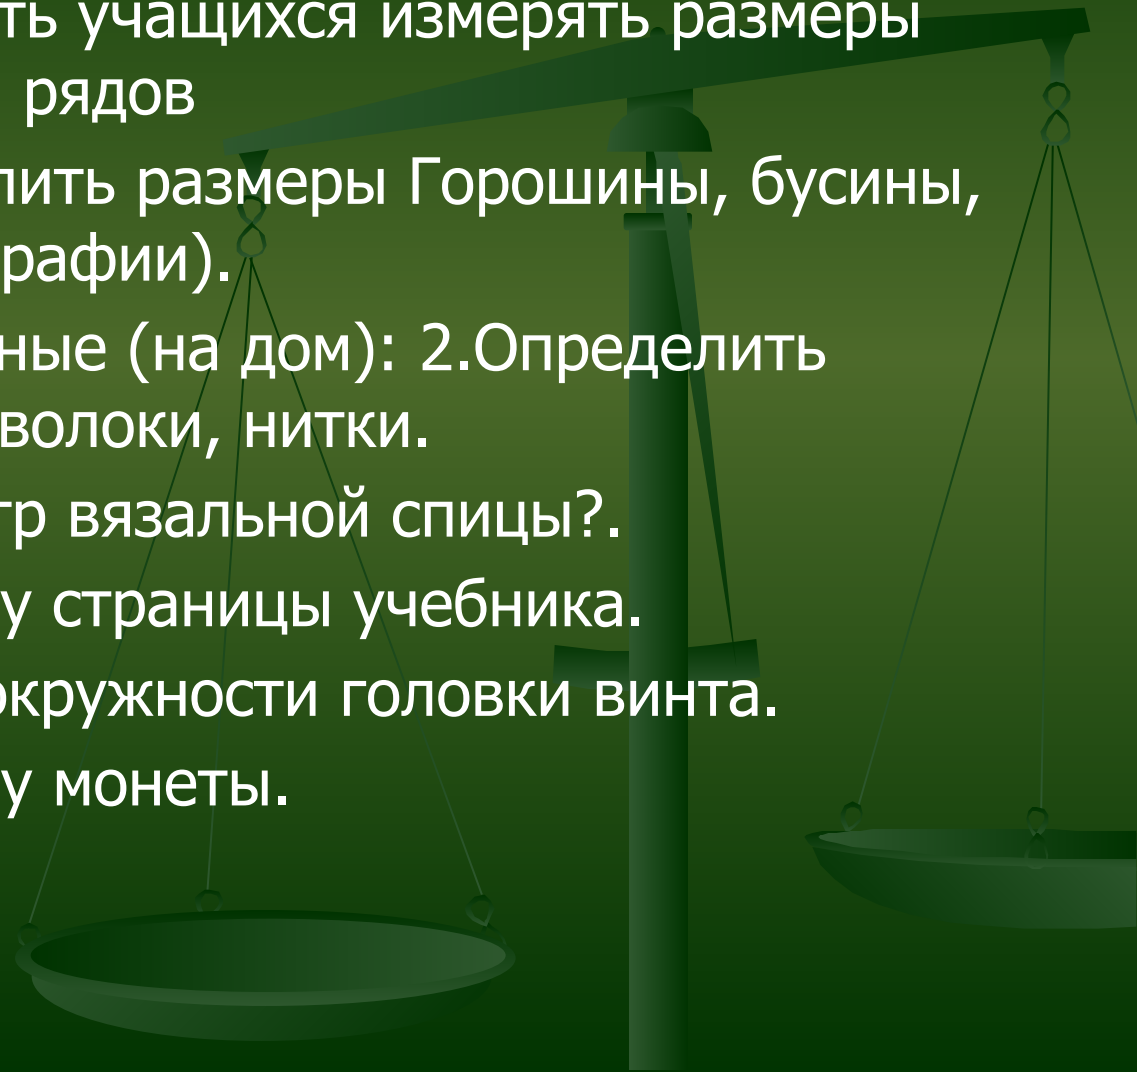 ть учащихся измерять размеры
рядов
лить размеры Горошины, бусины,
рафии).
ные (на дом): 2.Определить
волоки, нитки.
тр вязальной спицы?.
у страницы учебника.
окружности головки винта.
у монеты.